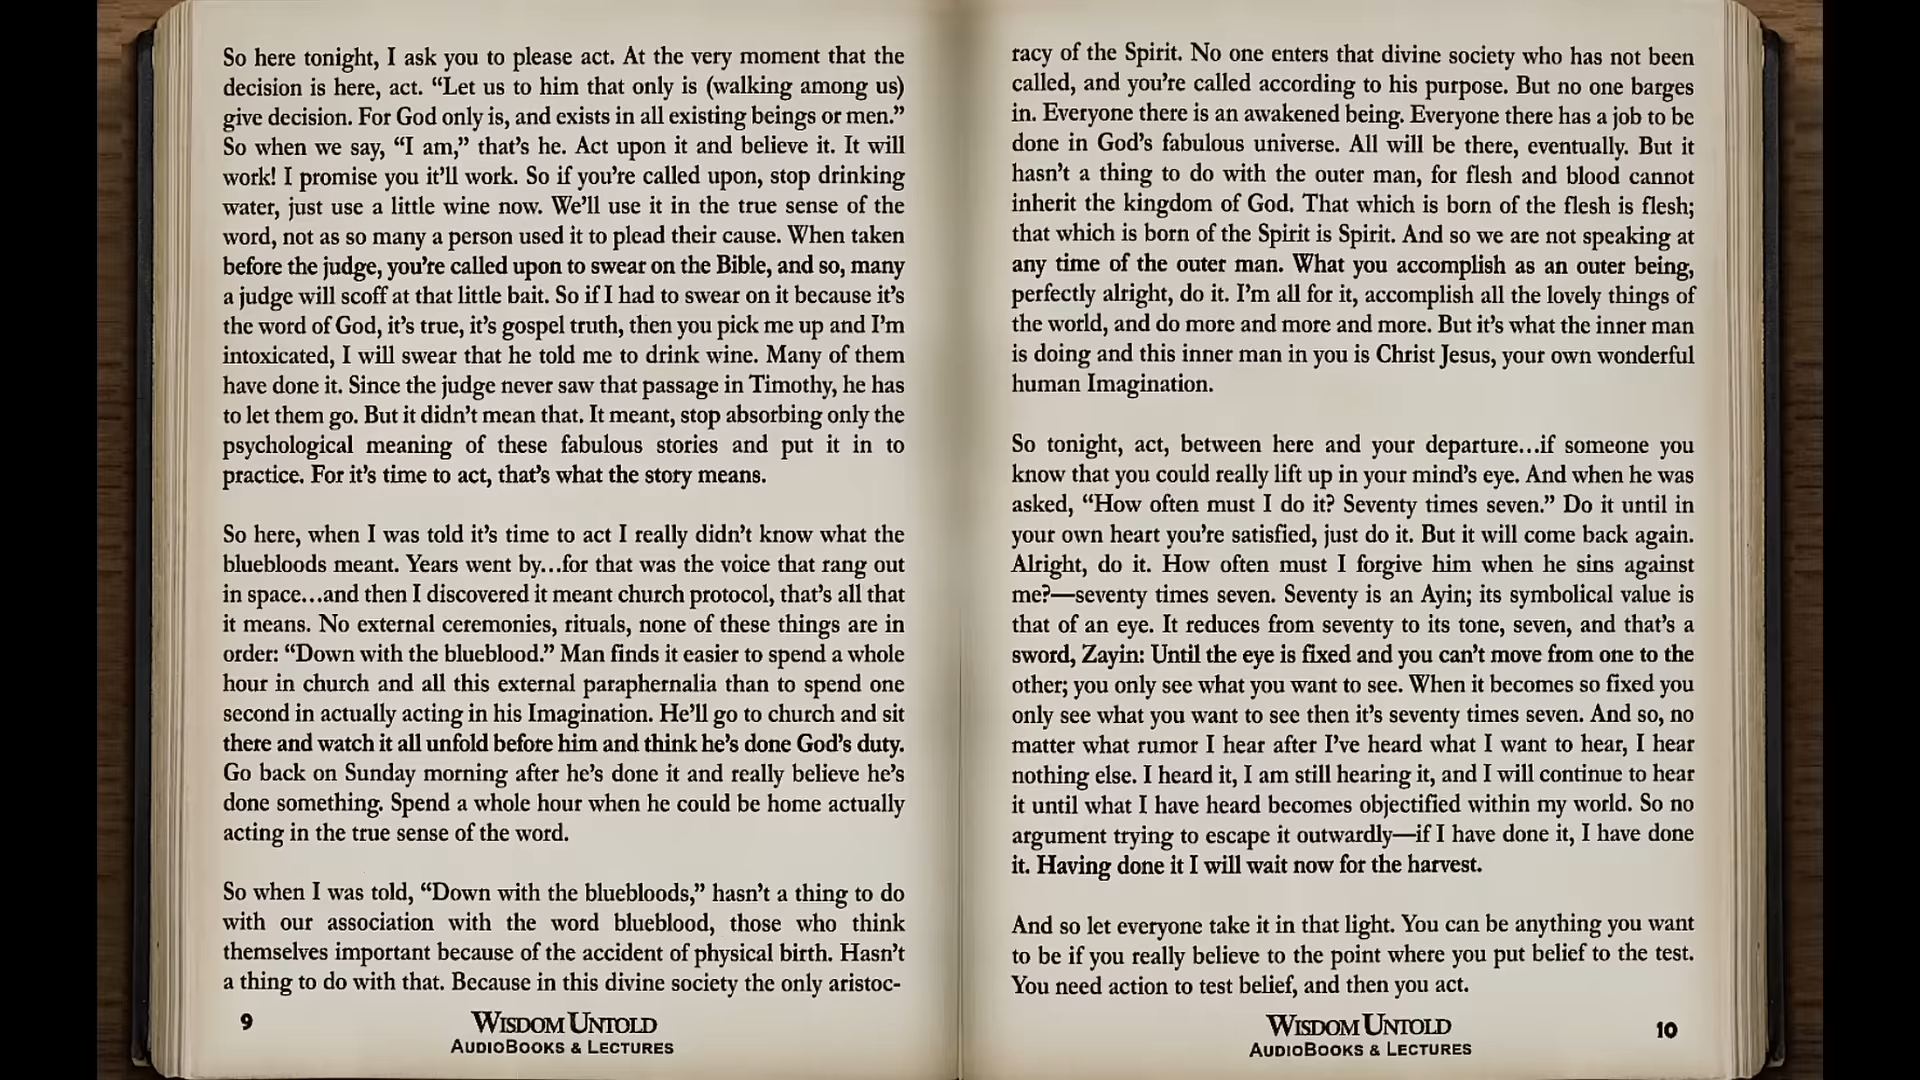 So here tonight, I ask you to please act. At the very moment that the
decision is here, act. “Let us to him that only is (walking among us)
give decision. For God only is, and exists in all existing beings or men.”
So when we say, “I am,” that’s he. Act upon it and believe it. It will
work! I promise you it’ll work. So if you’re called upon, stop drinking
water, just use a little wine now. We’ll use it in the true sense of the
word, not as so many a person used it to plead their cause. When taken
before the judge, you’re called upon to swear on the Bible, and so, many
a judge will scoff at that little bait. So if I had to swear on it because it’s
the word of God, it’s true, it’s gospel truth, then you pick me up and I’m
intoxicated, I will swear that he told me to drink wine. Many of them
have done it. Since the judge never saw that passage in Timothy, he has
to let them go. But it didn’t mean that. It meant, stop absorbing only the
psychological meaning of these fabulous stories and put it in to
practice. For it’s time to act, that’s what the story means.
So here, when I was told it’s time to act I really didn’t know what the
bluebloods meant. Years went by…for that was the voice that rang out
in space…and then I discovered it meant church protocol, that’s all that
it means. No external ceremonies, rituals, none of these things are in
order: “Down with the blueblood.” Man finds it easier to spend a whole
hour in church and all this external paraphernalia than to spend one
second in actually acting in his Imagination. He’ll go to church and sit
there and watch it all unfold before him and think he’s done God’s duty.
Go back on Sunday morning after he’s done it and really believe he’s
done something. Spend a whole hour when he could be home actually
acting in the true sense of the word.
So when I was told, “Down with the bluebloods,” hasn’t a thing to do
with our association with the word blueblood, those who think
themselves important because of the accident of physical birth. Hasn’t
a thing to do with that. Because in this divine society the only aristoc-
9
WISDOM UNTOLD
AUDIOBOOKS & LECTURES
racy of the Spirit. No one enters that divine society who has not been
called, and you’re called according to his purpose. But no one barges
in. Everyone there is an awakened being. Everyone there has a job to be
done in God’s fabulous universe. All will be there, eventually. But it
hasn’t a thing to do with the outer man, for flesh and blood cannot
inherit the kingdom of God. That which is born of the flesh is flesh;
that which is born of the Spirit is Spirit. And so we are not speaking at
any time of the outer man. What you accomplish as an outer being,
perfectly alright, do it. I’m all for it, accomplish all the lovely things of
the world, and do more and more and more. But it’s what the inner man
is doing and this inner man in you is Christ Jesus, your own wonderful
human Imagination.
So tonight, act, between here and your departure…if someone you
know that you could really lift up in your mind’s eye. And when he was
asked, “How often must I do it? Seventy times seven.” Do it until in
your own heart you’re satisfied, just do it. But it will come back again.
Alright, do it. How often must I forgive him when he sins against
me?—seventy times seven. Seventy is an Ayin; its symbolical value is
that of an eye. It reduces from seventy to its tone, seven, and that’s a
sword, Zayin: Until the eye is fixed and you can’t move from one to the
other; you only see what you want to see. When it becomes so fixed you
only see what you want to see then it’s seventy times seven. And so, no
matter what rumor I hear after I’ve heard what I want to hear, I hear
nothing else. I heard it, I am still hearing it, and I will continue to hear
it until what I have heard becomes objectified within my world. So no
argument trying to escape it outwardly—if I have done it, I have done
it. Having done it I will wait now for the harvest.
And so let everyone take it in that light. You can be anything you want
to be if you really believe to the point where you put belief to the test.
You need action to test belief, and then you act.
WISDOM UNTOLD
AUDIOBOOKS & LECTURES
10